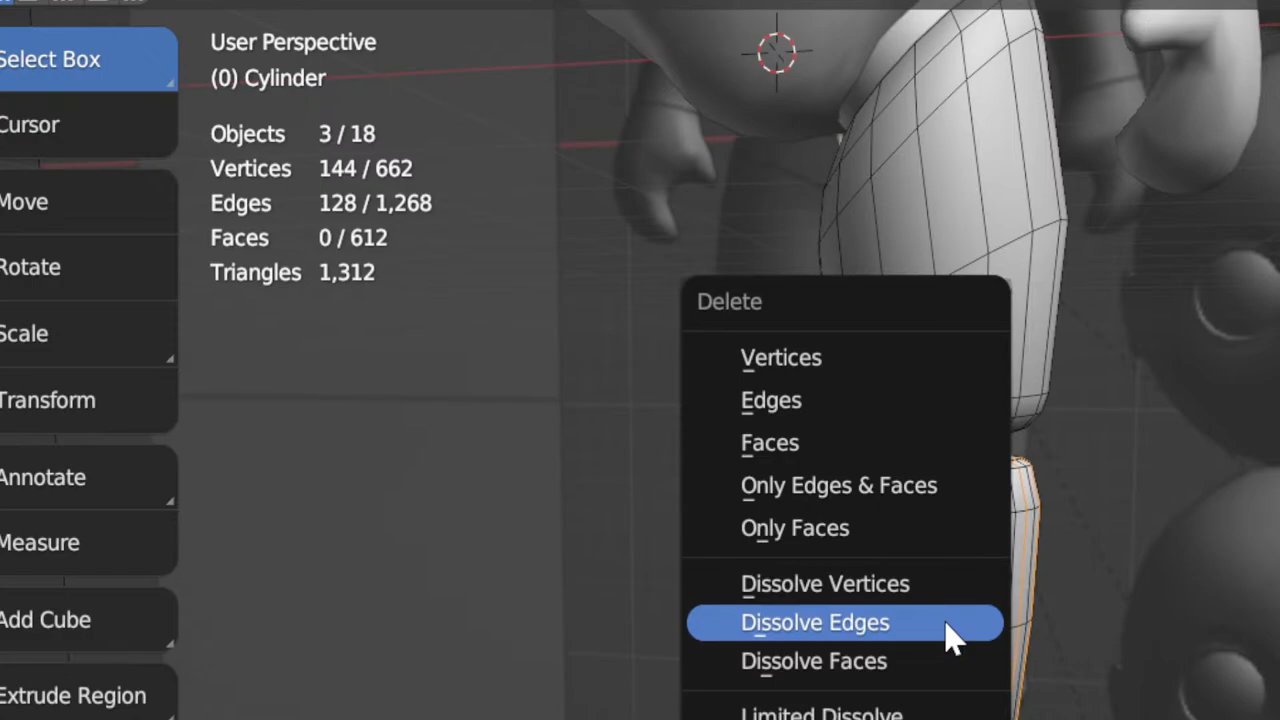 Select Box
Cursor
Move
Rotate
Scale
Transform
Annotate
Measure
Add Cube
Extrude Region
User Perspective
(0) Cylinder
Objects 3 / 18
Vertices 144 / 662
Edges 128 / 1,268
Faces 0 / 612
Triangles 1,312
Delete
Vertices
Edges
Faces
Only Edges & Faces
Only Faces
Dissolve Vertices
Dissolve Edges
Dissolve Faces
Limited Dissolve